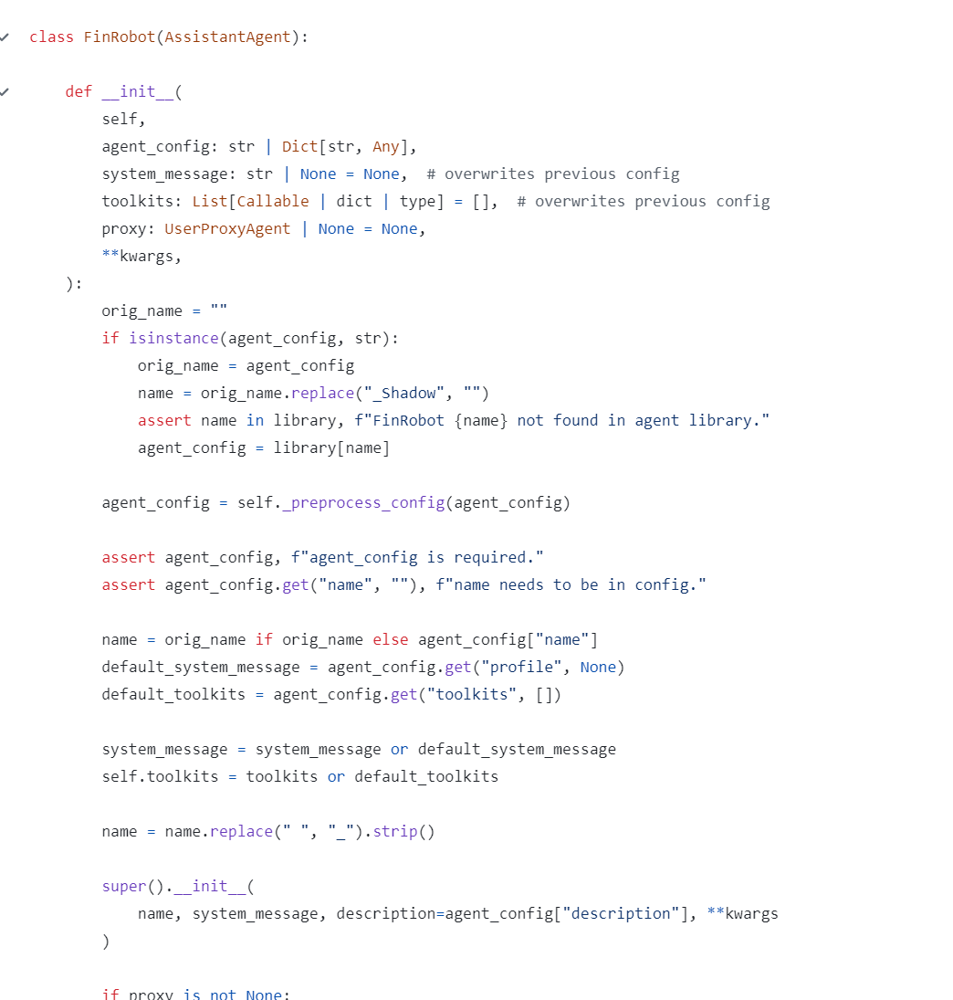 class FinRobot(AssistantAgent):
def __init__(
self,
agent_config: str | Dict[str, Any],
system_message: str | None = None,  # overwrites previous config
toolkits: List[Callable | dict | type] = [],  # overwrites previous config
proxy: UserProxyAgent | None = None,
**kwargs,
):
orig_name = ""
if isinstance(agent_config, str):
orig_name = agent_config
name = orig_name.replace("_Shadow", "")
assert name in library, f"FinRobot {name} not found in agent library."
agent_config = library[name]
agent_config = self._preprocess_config(agent_config)
assert agent_config, f"agent_config is required."
assert agent_config.get("name", ""), f"name needs to be in config."
name = orig_name if orig_name else agent_config["name"]
default_system_message = agent_config.get("profile", None)
default_toolkits = agent_config.get("toolkits", [])
system_message = system_message or default_system_message
self.toolkits = toolkits or default_toolkits
name = name.replace(" ", "_").strip()
super().__init__(
name, system_message, description=agent_config["description"], **kwargs
)
if proxy is not None: